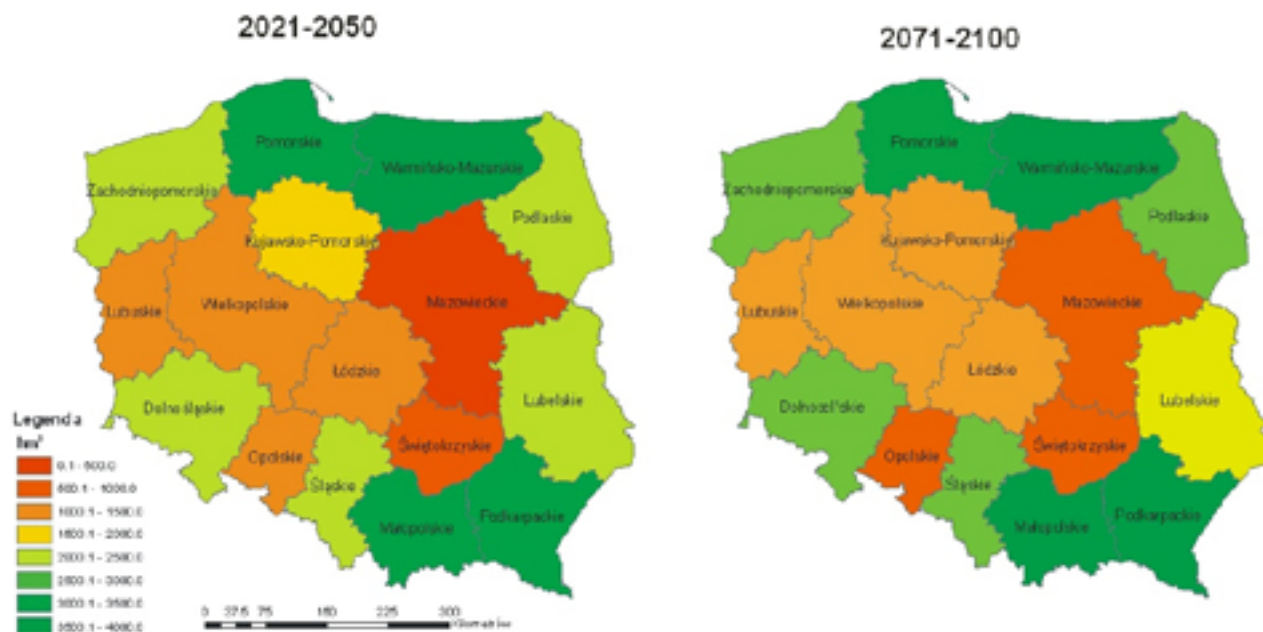 2021-2050
2071-2100
Pomorskie
Warmińsko-Mazurskie
Zachodniopomorskie
Podlaskie
Kujawsko-Pomorskie
Mazowieckie
Lubuskie
Wielkopolskie
Łódzkie
Lubelskie
Dolnośląskie
Opolskie
Śląskie
Świętokrzyskie
Małopolskie
Podkarpackie
Pomorskie
Warmińsko-Mazurskie
Zachodniopomorskie
Podlaskie
Kujawsko-Pomorskie
Mazowieckie
Lubuskie
Wielkopolskie
Łódzkie
Lubelskie
Opolskie
Śląskie
Świętokrzyskie
Małopolskie
Podkarpackie
Legenda
hm³
0.1 - 500.0
500.1 - 1000.0
1000.1 - 1500.0
1500.1 - 2000.0
2000.1 - 2500.0
2500.1 - 3000.0
3000.1 - 3500.0
3500.1 - 4000.0
0 37.5 75 150 225 300
Kilometrów